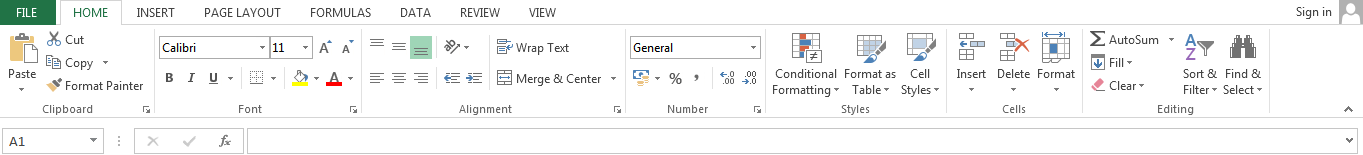 FILE HOME INSERT PAGE LAYOUT FORMULAS DATA REVIEW VIEW Sign in
Paste
Cut
Copy
Format Painter
Clipboard
Calibri 11 A A
B I U A
Font
Wrap Text
Merge & Center
Alignment
General
% , .0 .00 .00 .0
Number
Conditional Formatting
Format as Table
Cell Styles
Styles
Insert
Delete
Format
Cells
AutoSum
Fill
Clear
A Z
Sort & Filter
Find & Select
Editing
A1 fx